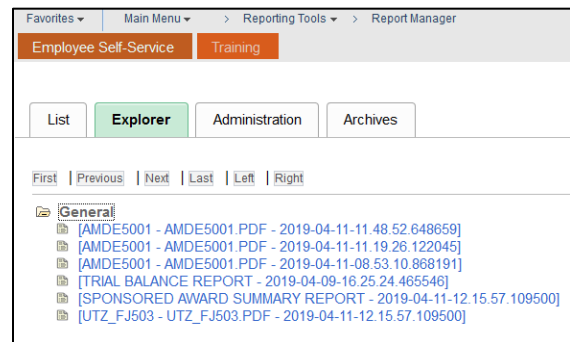 Favorites Main Menu > Reporting Tools > Report Manager
Employee Self-Service Training
List Explorer Administration Archives
First | Previous | Next | Last | Left | Right
General
[AMDE5001 - AMDE5001.PDF - 2019-04-11-11.48.52.648659]
[AMDE5001 - AMDE5001.PDF - 2019-04-11-11.19.26.122045]
[AMDE5001 - AMDE5001.PDF - 2019-04-11-08.53.10.868191]
[TRIAL BALANCE REPORT - 2019-04-09-16.25.24.465546]
[SPONSORED AWARD SUMMARY REPORT - 2019-04-11-12.15.57.109500]
[UTZ_FJ503 - UTZ_FJ503.PDF - 2019-04-11-12.15.57.109500]